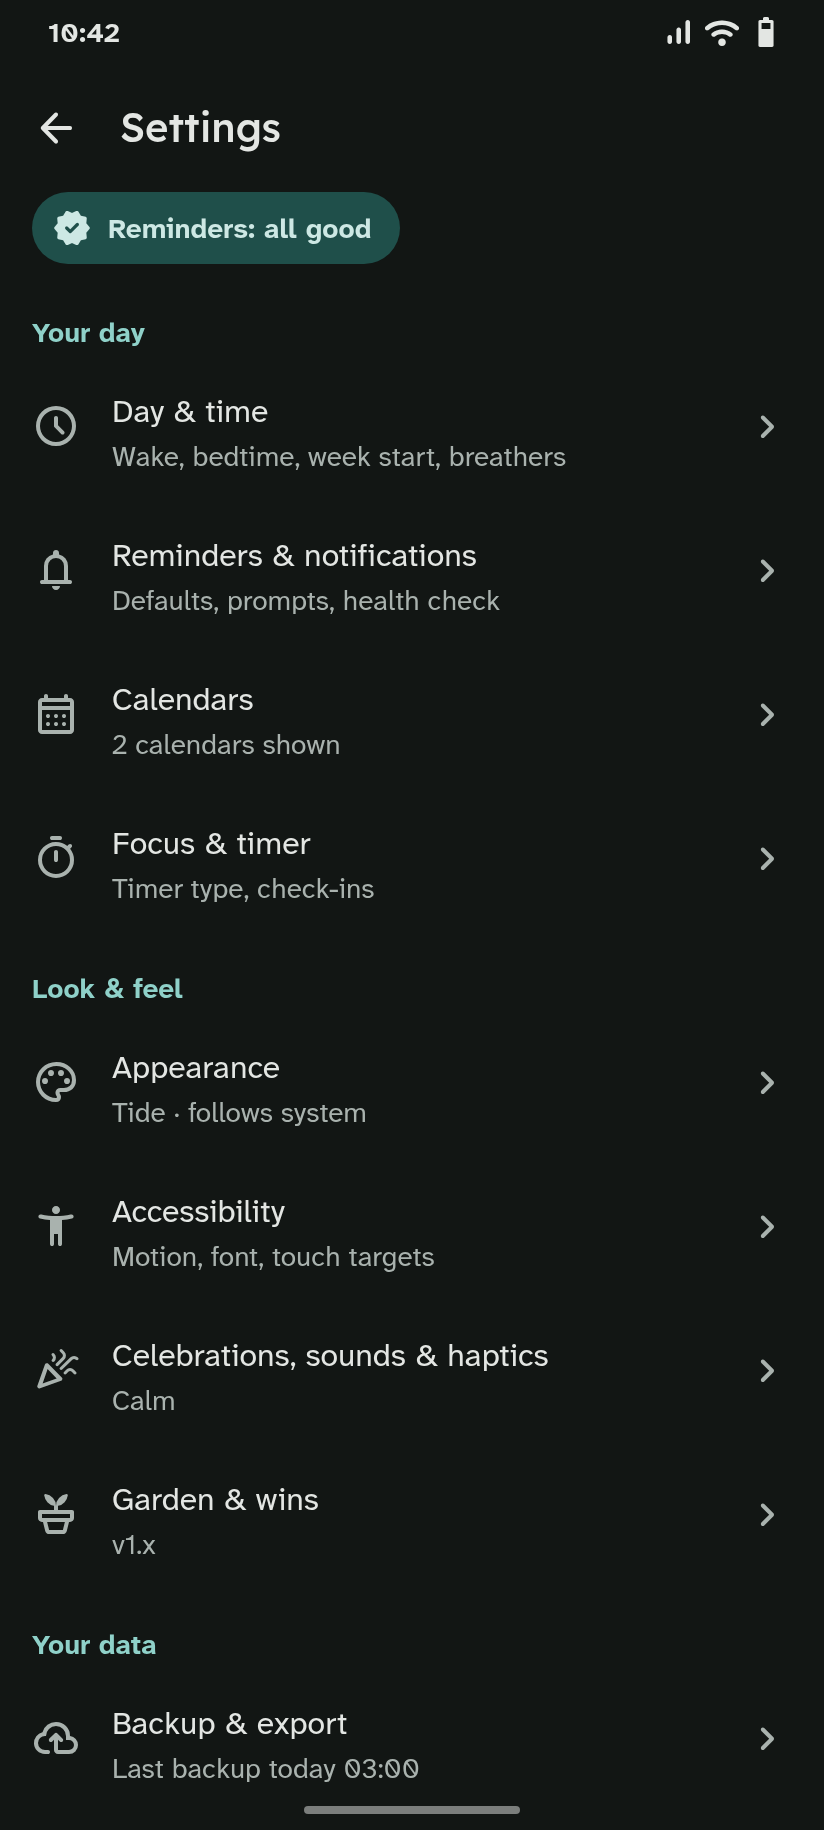 10:42
Settings
Reminders: all good
Your day
Day & time
Wake, bedtime, week start, breathers
Reminders & notifications
Defaults, prompts, health check
Calendars
2 calendars shown
Focus & timer
Timer type, check-ins
Look & feel
Appearance
Tide · follows system
Accessibility
Motion, font, touch targets
Celebrations, sounds & haptics
Calm
Garden & wins
v1.x
Your data
Backup & export
Last backup today 03:00